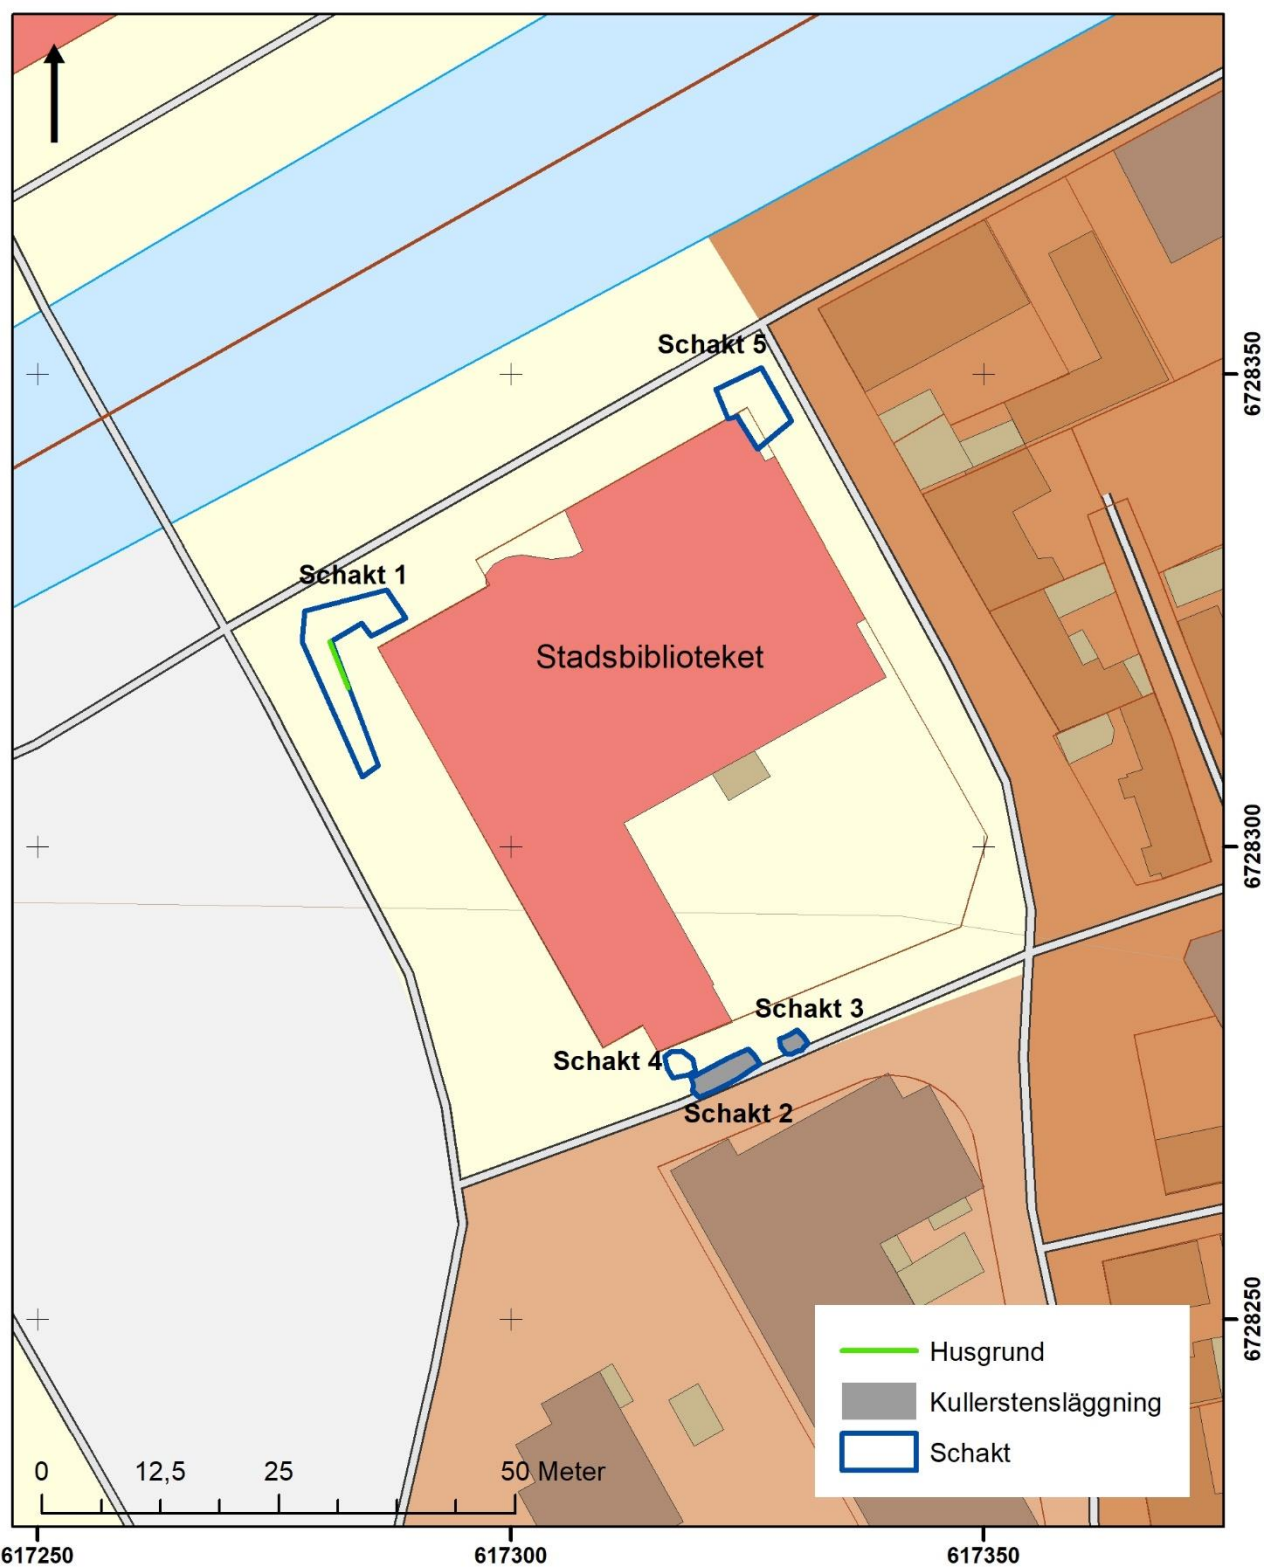 Schakt 5
6728350
Schakt 1
Stadsbiblioteket
6728300
Schakt 3
Schakt 4
Schakt 2
6728250
Husgrund
Kullerstensläggning
Schakt
0 12,5 25 50 Meter
617250 617300 617350